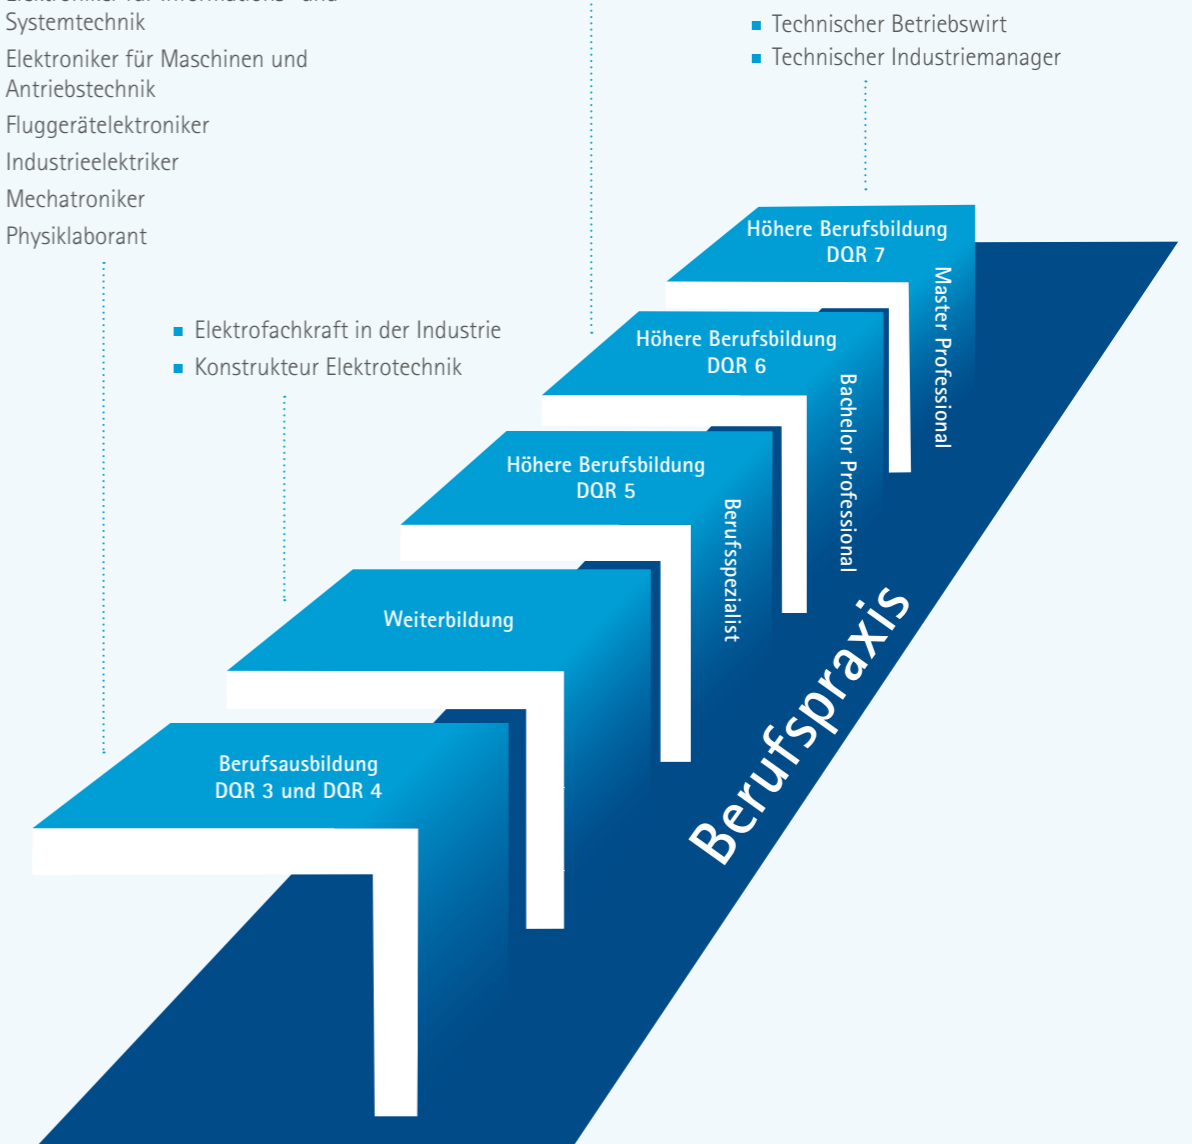 Systemtechnik
Elektroniker für Maschinen und
Antriebstechnik
Fluggerätelektroniker
Industrieelektriker
Mechatroniker
Physiklaborant
Technischer Betriebswirt
Technischer Industriemanager
Elektrofachkraft in der Industrie
Konstrukteur Elektrotechnik
Höhere Berufsbildung
DQR 7
Master Professional
Höhere Berufsbildung
DQR 6
Bachelor Professional
Höhere Berufsbildung
DQR 5
Berufsspezialist
Weiterbildung
Berufsausbildung
DQR 3 und DQR 4
Berufspraxis